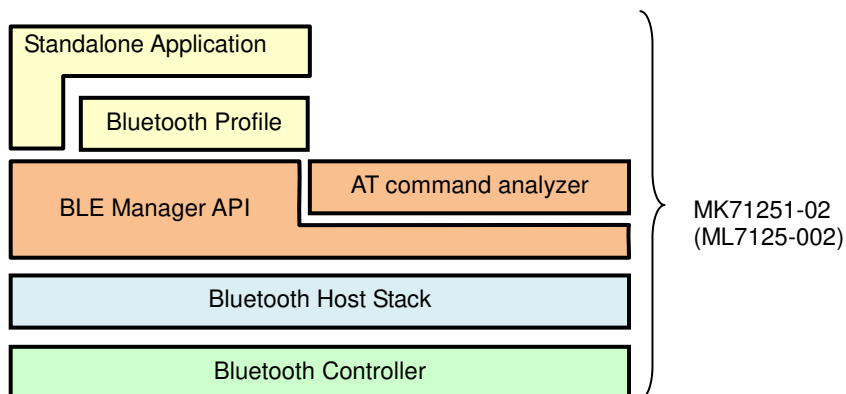 Standalone Application
Bluetooth Profile
AT command analyzer
BLE Manager API
MK71251-02
(ML7125-002)
Bluetooth Host Stack
Bluetooth Controller